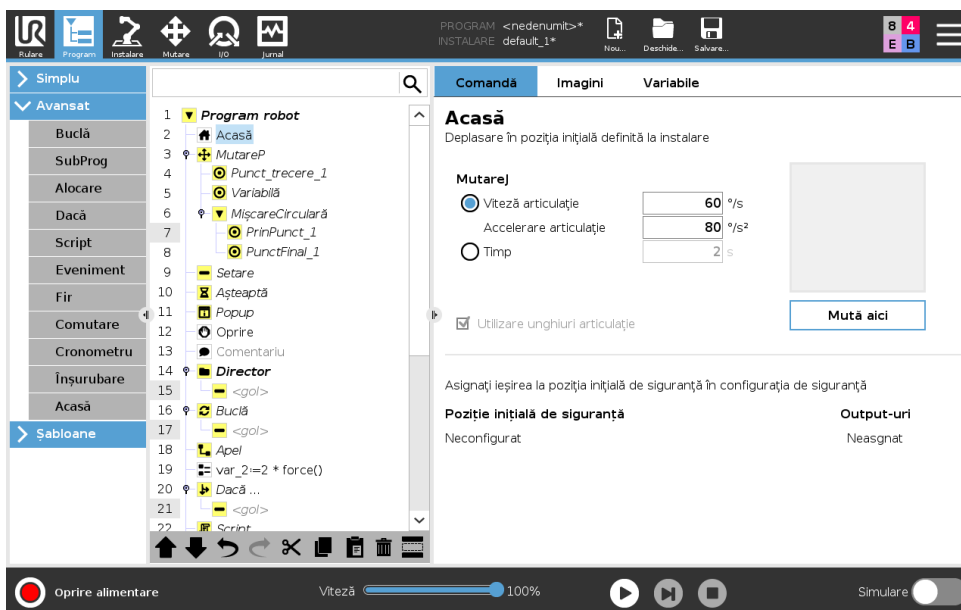 UR
PROGRAM <nedenumit>*
INSTALARE default_1*
8 4
E B
Rulare Program Instalare Mutare I/O Jurnal Nou... Deschide... Salvare...
Simplu
Avansat
Buclă
SubProg
Alocare
Dacă
Script
Eveniment
Fir
Comutare
Cronometru
Înșurubare
Acasă
Șabloane
1 Program robot
2 Acasă
3 MutareP
4 Punct_trecere_1
5 Variabilă
6 MișcareCirculară
7 PrinPunct_1
8 PunctFinal_1
9 Setare
10 Așteaptă
11 Popup
12 Oprire
13 Comentariu
14 Director
15 <gol>
16 Buclă
17 <gol>
18 Apel
19 var_2≔2 * force()
20 Dacă ...
21 <gol>
22 Script
Comandă Imagini Variabile
Acasă
Deplasare în poziția inițială definită la instalare
MutareJ
Viteză articulație 60 °/s
Accelerare articulație 80 °/s²
Timp 2 s
Mută aici
Utilizare unghiuri articulație
Asignați ieșirea la poziția inițială de siguranță în configurația de siguranță
Poziție inițială de siguranță Output-uri
Neconfigurat Neasgnat
Oprire alimentare Viteză 100% Simulare